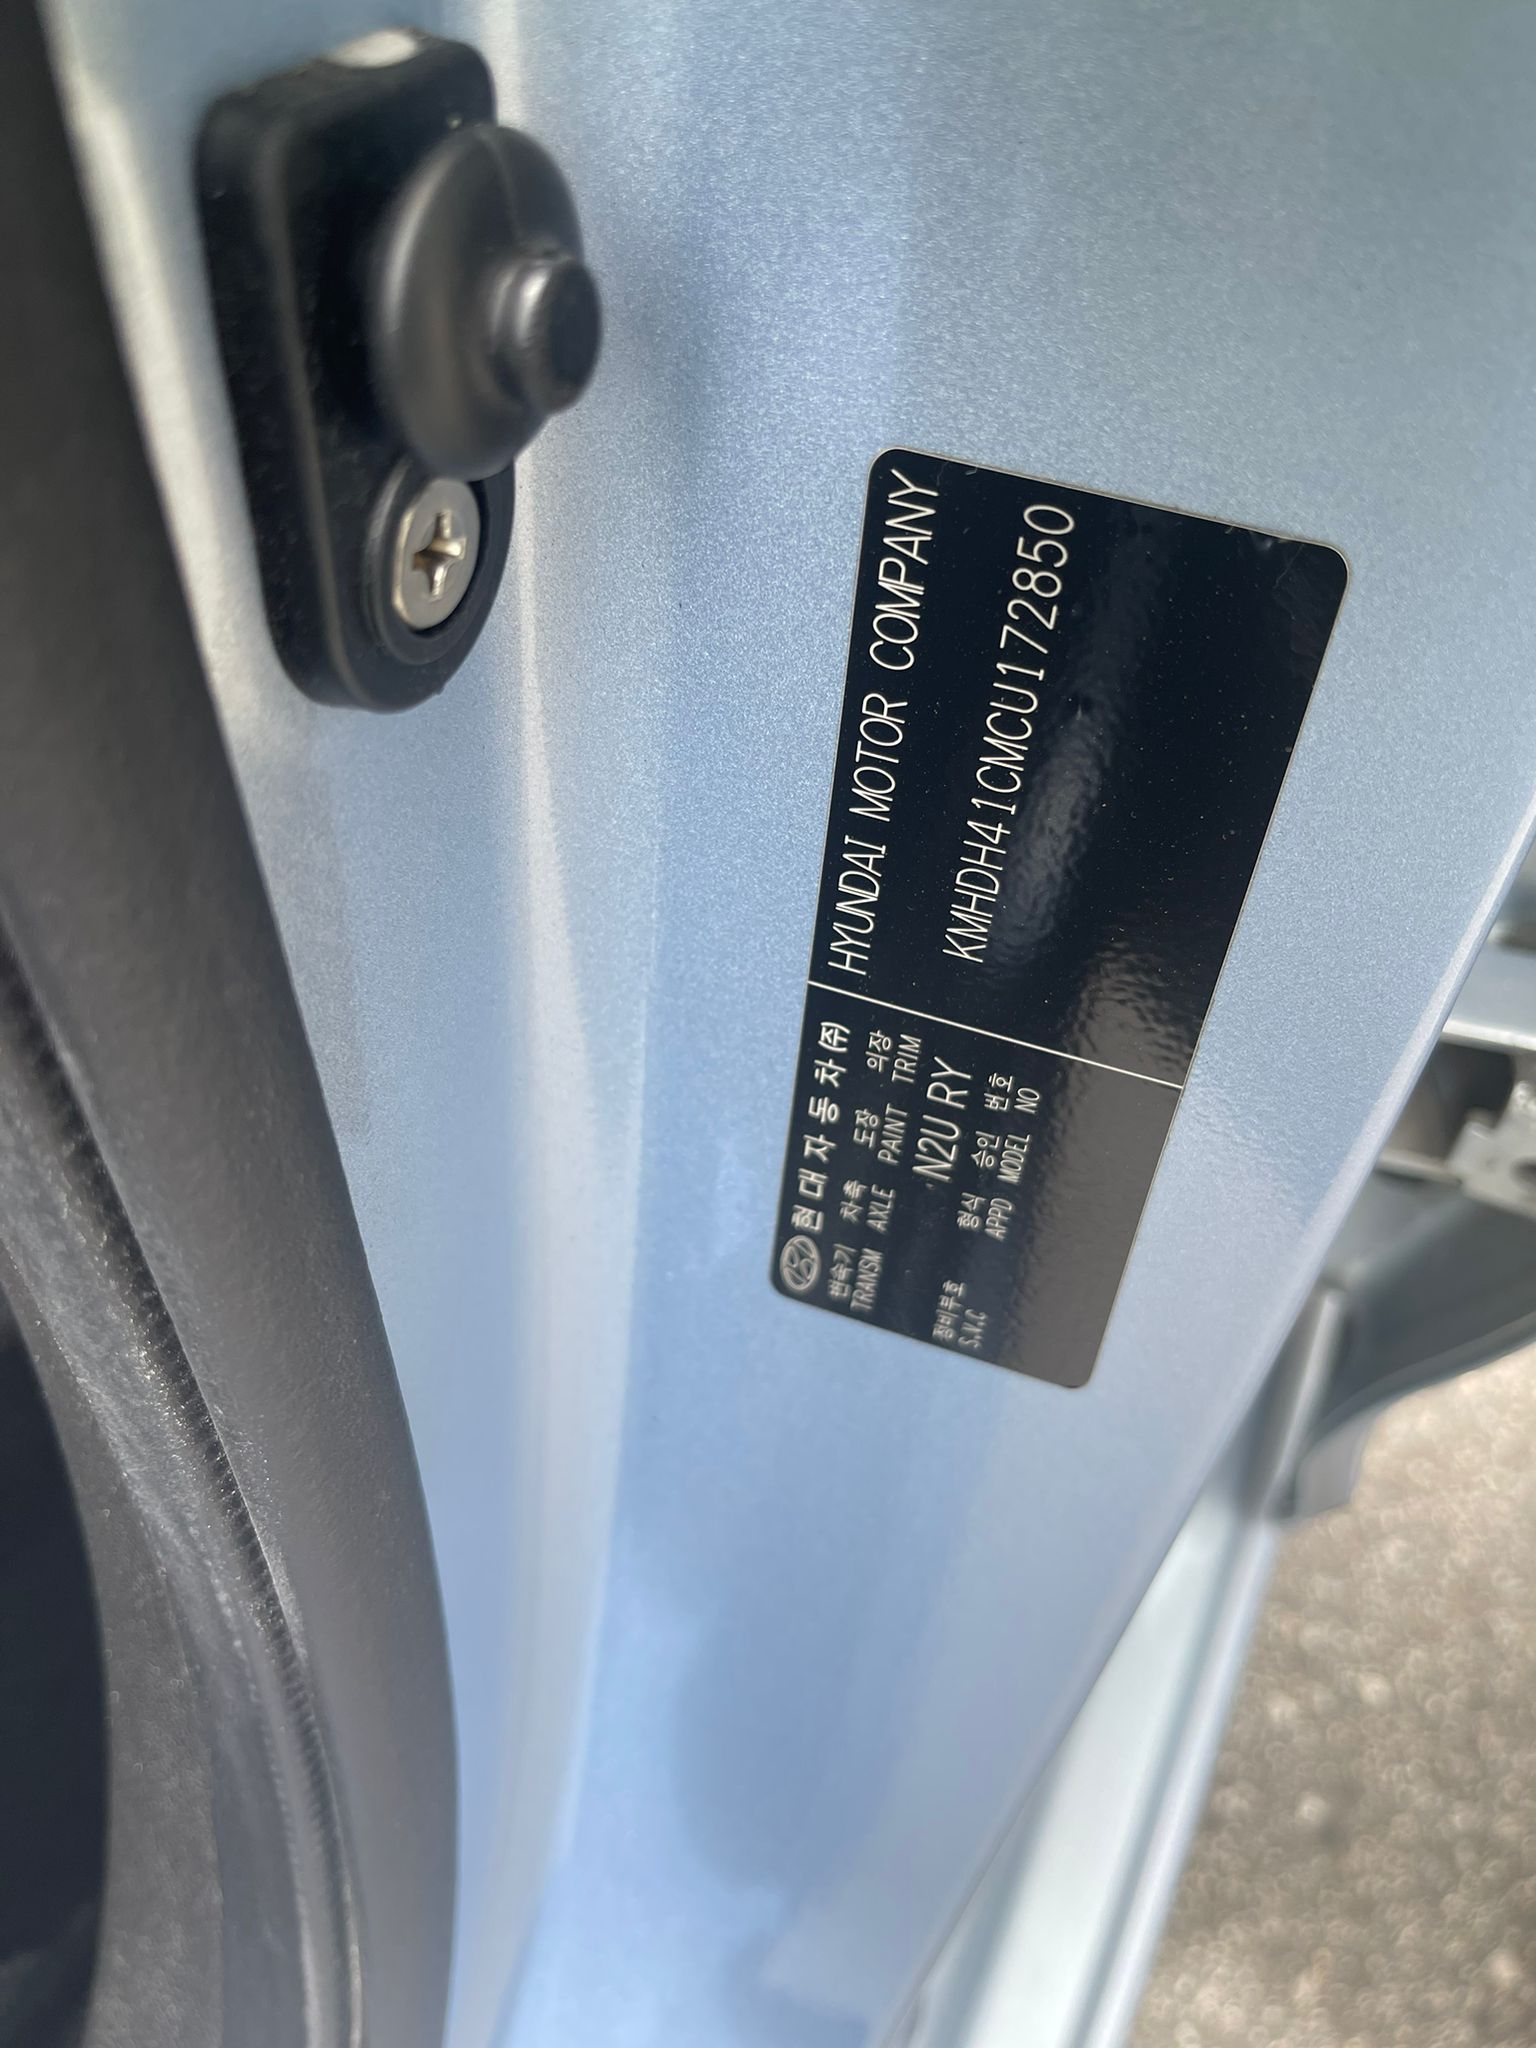 현대자동차(주)
HYUNDAI MOTOR COMPANY
변속기 차축 도장 의장
TRANSM AXLE PAINT TRIM
N2U RY
KMHDH41CMCU172850
정비부호 형식 승인 번호
S.V.C APPD MODEL NO